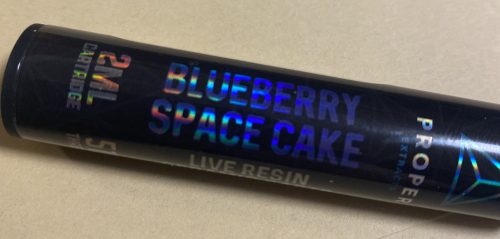 2ML
CARTRIDGE
BLUEBERRY
SPACE CAKE
LIVE RESIN
PROPER
EXTRACTS